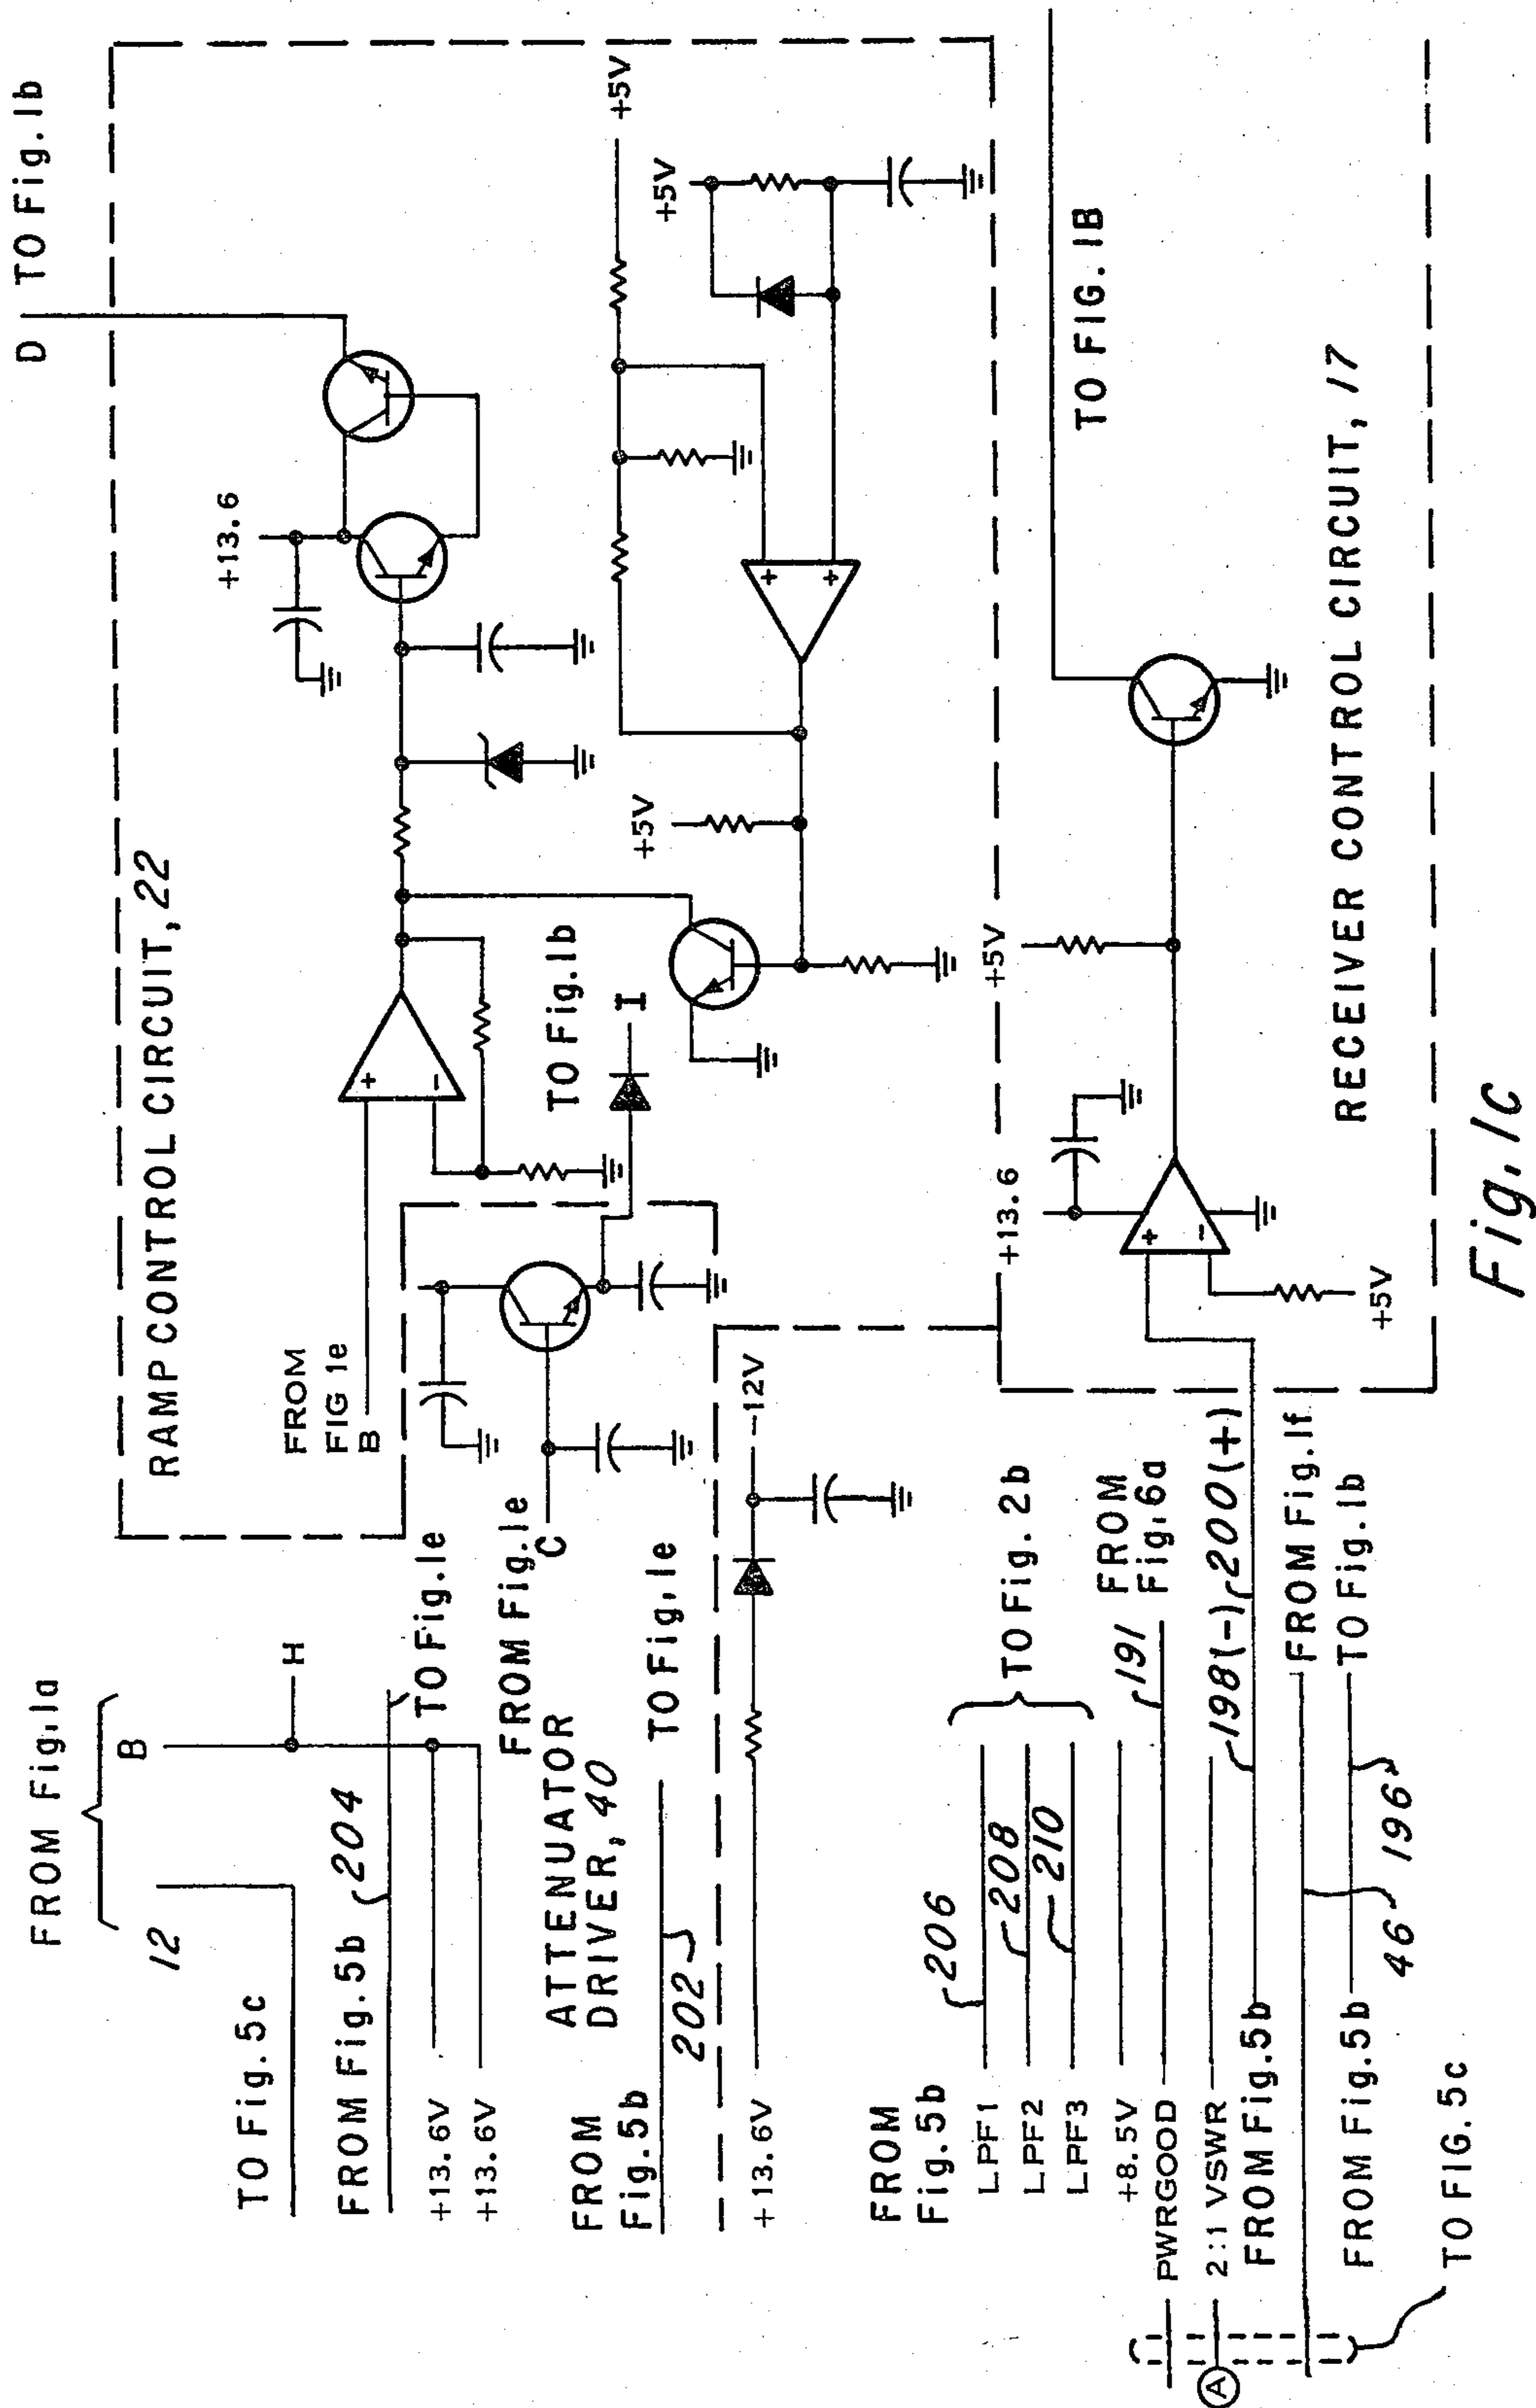 FROM Fig.1a
12
B
H
TO Fig.5c
FROM Fig.5b
204
TO Fig.1e
+13.6V
+13.6V
ATTENUATOR
DRIVER, 40
FROM Fig.1e
C
FROM
Fig.5b
202
TO Fig.1e
+13.6V
-12V
RAMP CONTROL CIRCUIT, 22
FROM
FIG 1e
B
+
-
TO Fig.1b
I
+13.6
D TO Fig.1b
+5V
+5V
+5V
+
+
FROM
Fig.5b
LPF1
LPF2
LPF3
206
208
210
TO Fig. 2b
+8.5V
PWRGOOD
191
FROM
Fig.6a
2:1 VSWR
198(-),200(+)
FROM Fig.5b
FROM Fig.1f
FROM Fig.5b
TO Fig.1b
46
196
A
TO FIG.5c
+13.6
+5V
+
-
+5V
TO FIG.1B
RECEIVER CONTROL CIRCUIT, 17
Fig.1c